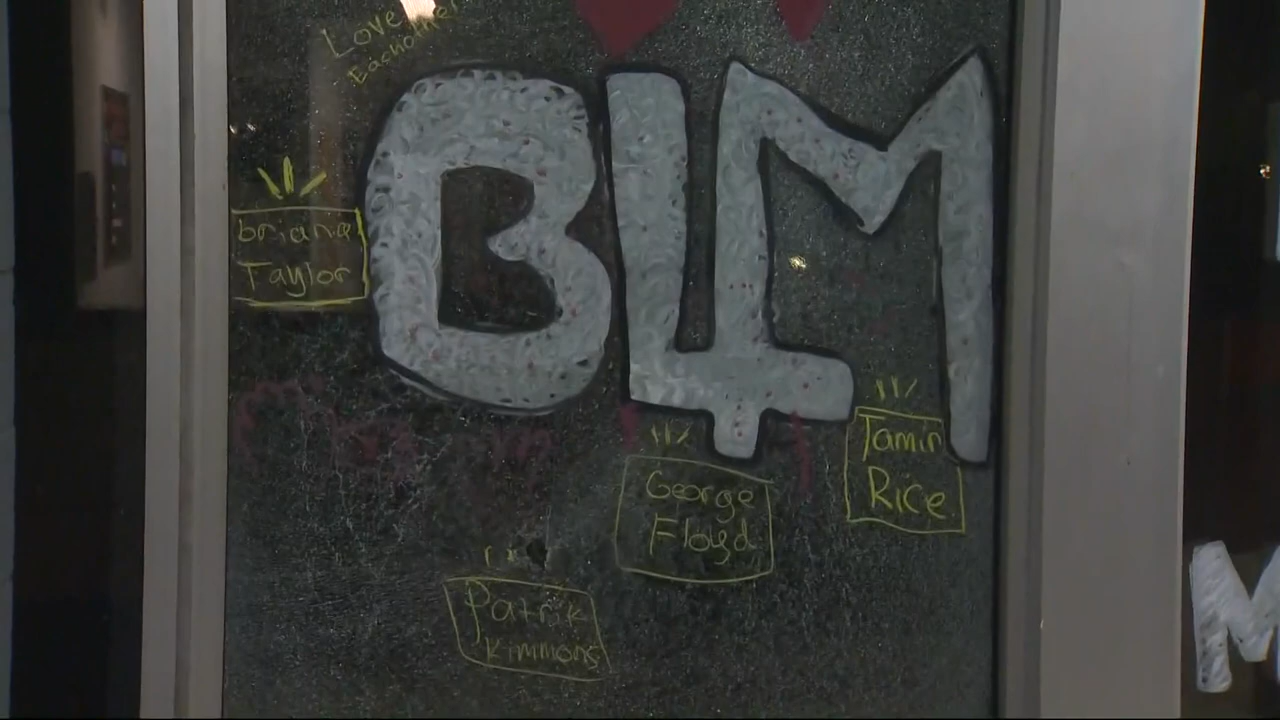 Love
Eachother
BLM
briana
Taylor
Tamir
Rice
George
Floyd
Patrik
Kimmons
M